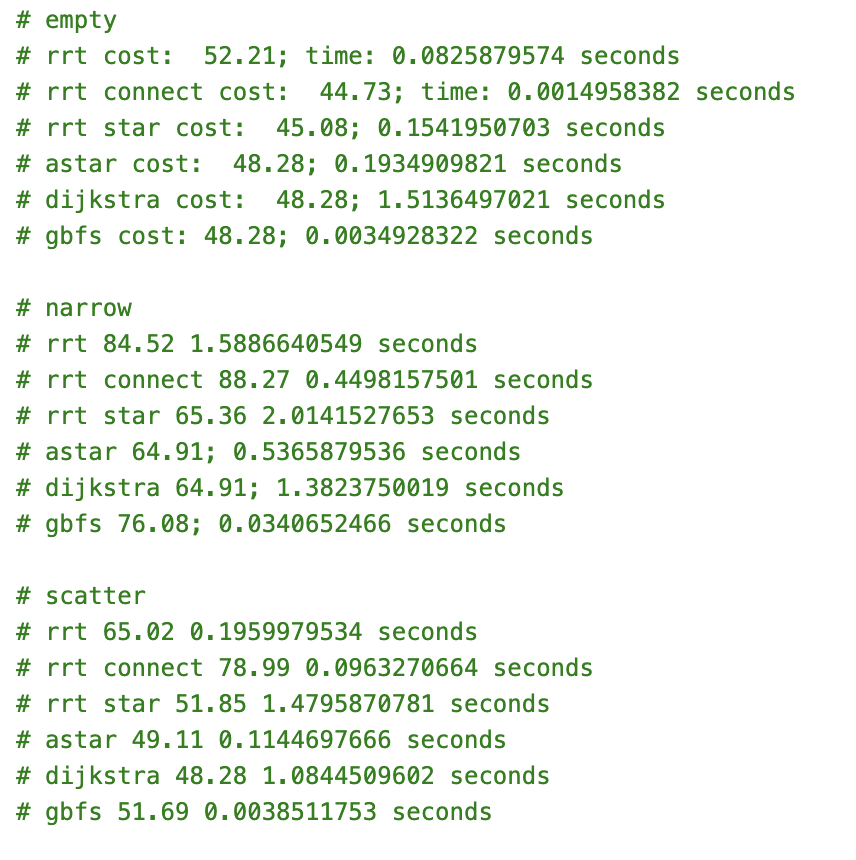 # empty
# rrt cost:  52.21; time: 0.0825879574 seconds
# rrt connect cost:  44.73; time: 0.0014958382 seconds
# rrt star cost:  45.08; 0.1541950703 seconds
# astar cost:  48.28; 0.1934909821 seconds
# dijkstra cost:  48.28; 1.5136497021 seconds
# gbfs cost: 48.28; 0.0034928322 seconds

# narrow
# rrt 84.52 1.5886640549 seconds
# rrt connect 88.27 0.4498157501 seconds
# rrt star 65.36 2.0141527653 seconds
# astar 64.91; 0.5365879536 seconds
# dijkstra 64.91; 1.3823750019 seconds
# gbfs 76.08; 0.0340652466 seconds

# scatter
# rrt 65.02 0.1959979534 seconds
# rrt connect 78.99 0.0963270664 seconds
# rrt star 51.85 1.4795870781 seconds
# astar 49.11 0.1144697666 seconds
# dijkstra 48.28 1.0844509602 seconds
# gbfs 51.69 0.0038511753 seconds